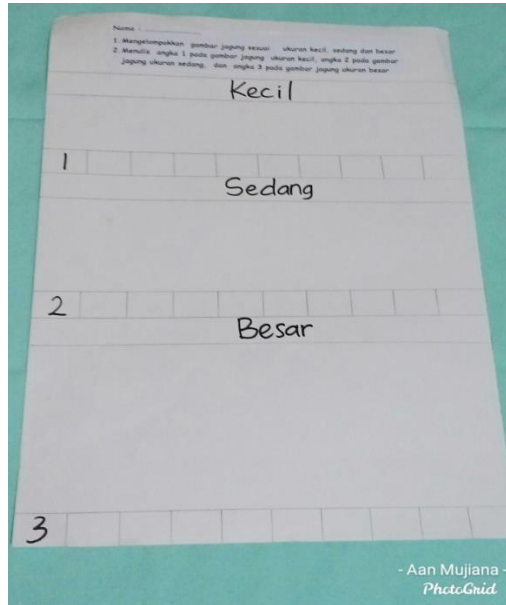 Nama : ...............
1. Mengelompokkan gambar jagung sesuai ukuran kecil, sedang dan besar
2. Menulis angka 1 pada gambar jagung ukuran kecil, angka 2 pada gambar
jagung ukuran sedang, dan angka 3 pada gambar jagung ukuran besar
Kecil
1
Sedang
2
Besar
3
- Aan Mujiana -
PhotoGrid